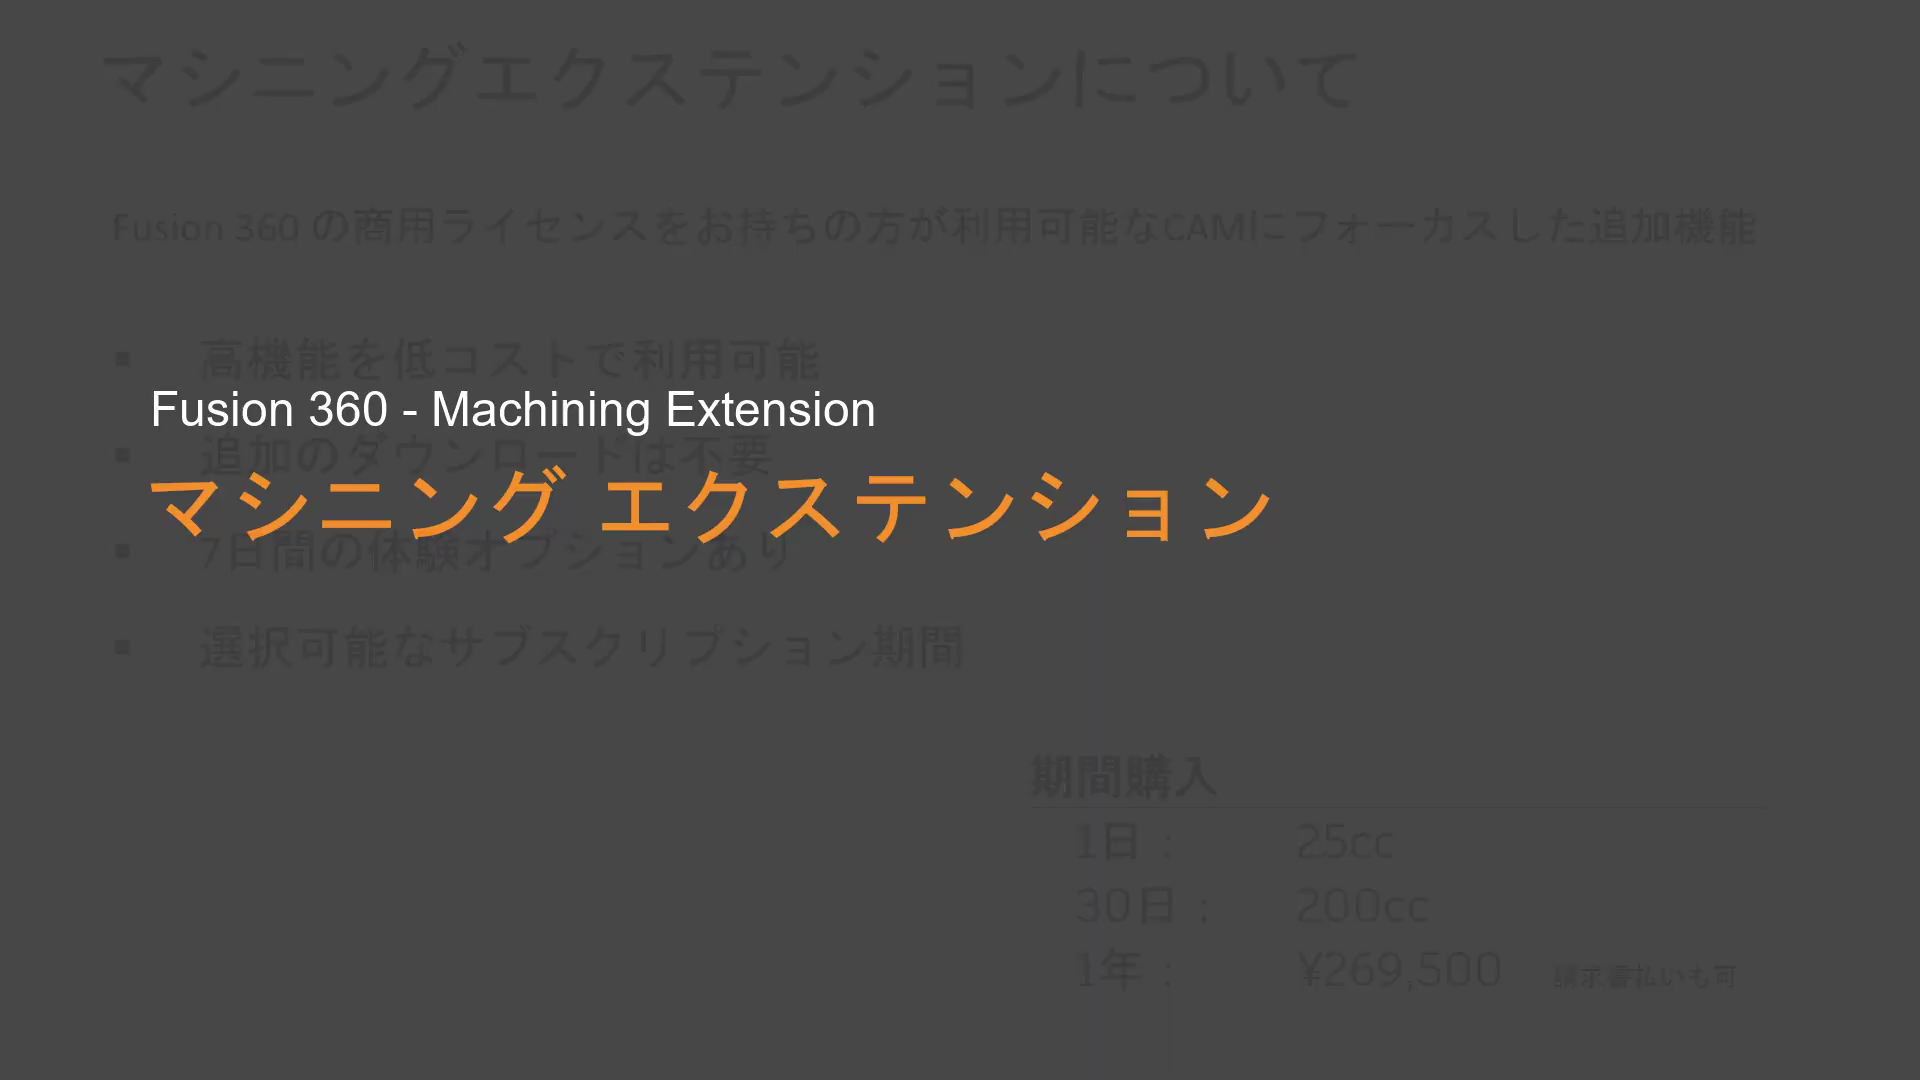 マシニングエクステンションについて
Fusion 360 の商用ライセンスをお持ちの方が利用可能なCAMにフォーカスした追加機能
▪ 高機能を低コストで利用可能
Fusion 360 - Machining Extension
▪ 追加のダウンロードは不要
マシニング エクステンション
▪ 7日間の体験オプションあり
▪ 選択可能なサブスクリプション期間
期間購入
1日 : 25cc
30日 : 200cc
1年 : ¥269,500 請求書払いも可